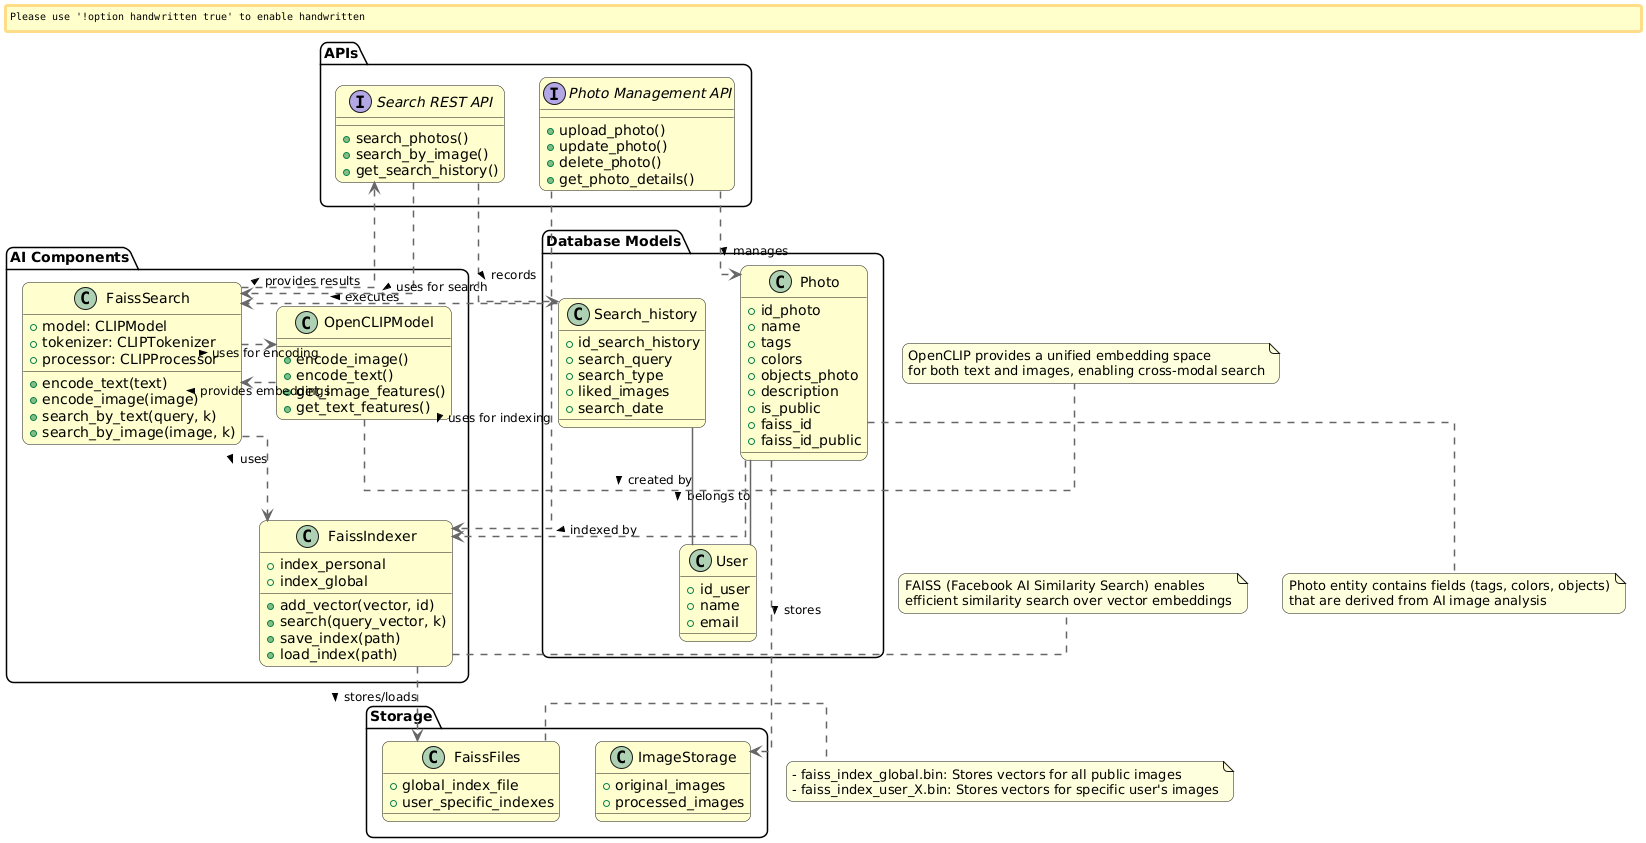 Please use '!option handwritten true' to enable handwritten
APIs
Search REST API
search_photos()
search_by_image()
get_search_history()
Photo Management API
upload_photo()
update_photo()
delete_photo()
get_photo_details()
AI Components
FaissSearch
model: CLIPModel
tokenizer: CLIPTokenizer
processor: CLIPProcessor
encode_text(text)
encode_image(image)
search_by_text(query, k)
search_by_image(image, k)
OpenCLIPModel
encode_image()
encode_text()
get_image_features()
get_text_features()
provides results
uses for search
executes
records
manages
uses for encoding
provides embeddings
uses for indexing
uses
Database Models
Search_history
id_search_history
search_query
search_type
liked_images
search_date
Photo
id_photo
name
tags
colors
objects_photo
description
is_public
faiss_id
faiss_id_public
OpenCLIP provides a unified embedding space
for both text and images, enabling cross-modal search
created by
belongs to
indexed by
FaissIndexer
index_personal
index_global
add_vector(vector, id)
search(query_vector, k)
save_index(path)
load_index(path)
User
id_user
name
email
stores
FAISS (Facebook AI Similarity Search) enables
efficient similarity search over vector embeddings
Photo entity contains fields (tags, colors, objects)
that are derived from AI image analysis
stores/loads
Storage
FaissFiles
global_index_file
user_specific_indexes
ImageStorage
original_images
processed_images
- faiss_index_global.bin: Stores vectors for all public images
- faiss_index_user_X.bin: Stores vectors for specific user's images